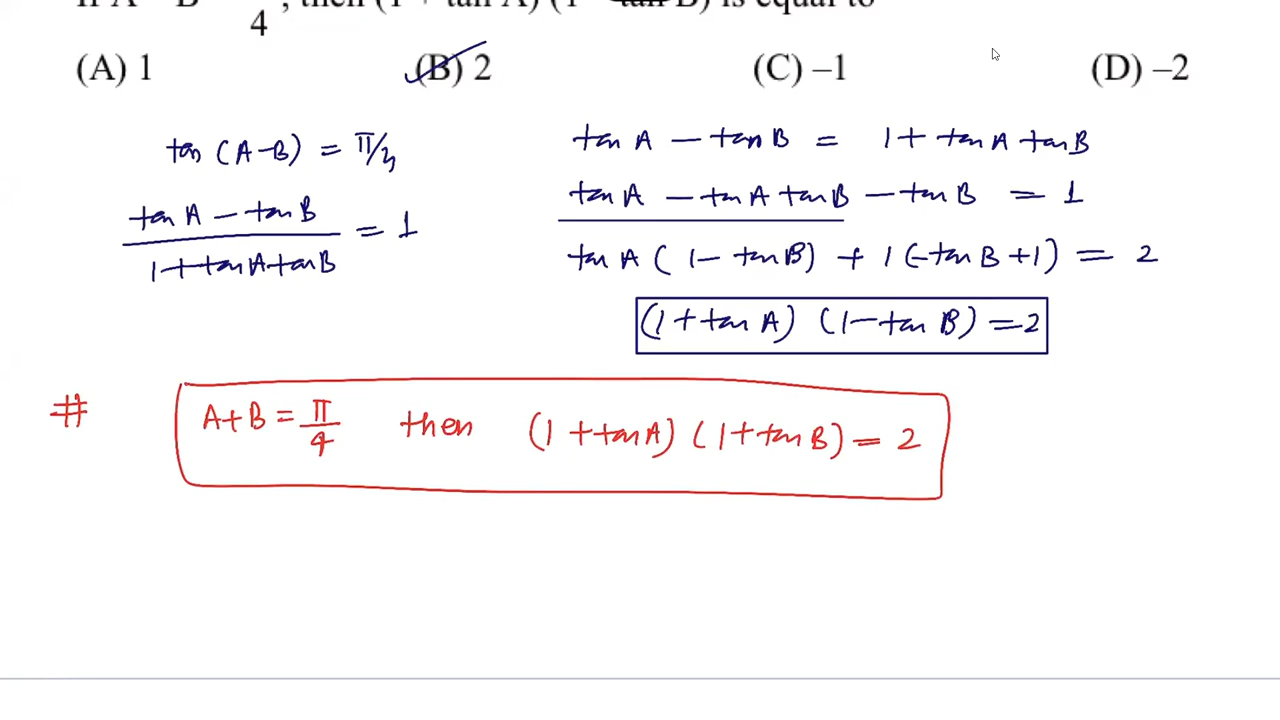 4
(A) 1 (B) 2 (C) –1 (D) –2
tan (A-B) = π/4
tan A - tan B
1 + tan A tan B
= 1
tan A - tan B = 1 + tan A tan B
tan A - tan A tan B - tan B = 1
tan A ( 1 - tan B) + 1 (-tan B +1) = 2
(1 + tan A) (1 - tan B) = 2
# A+B = π/4 then (1 + tan A) (1 + tan B) = 2